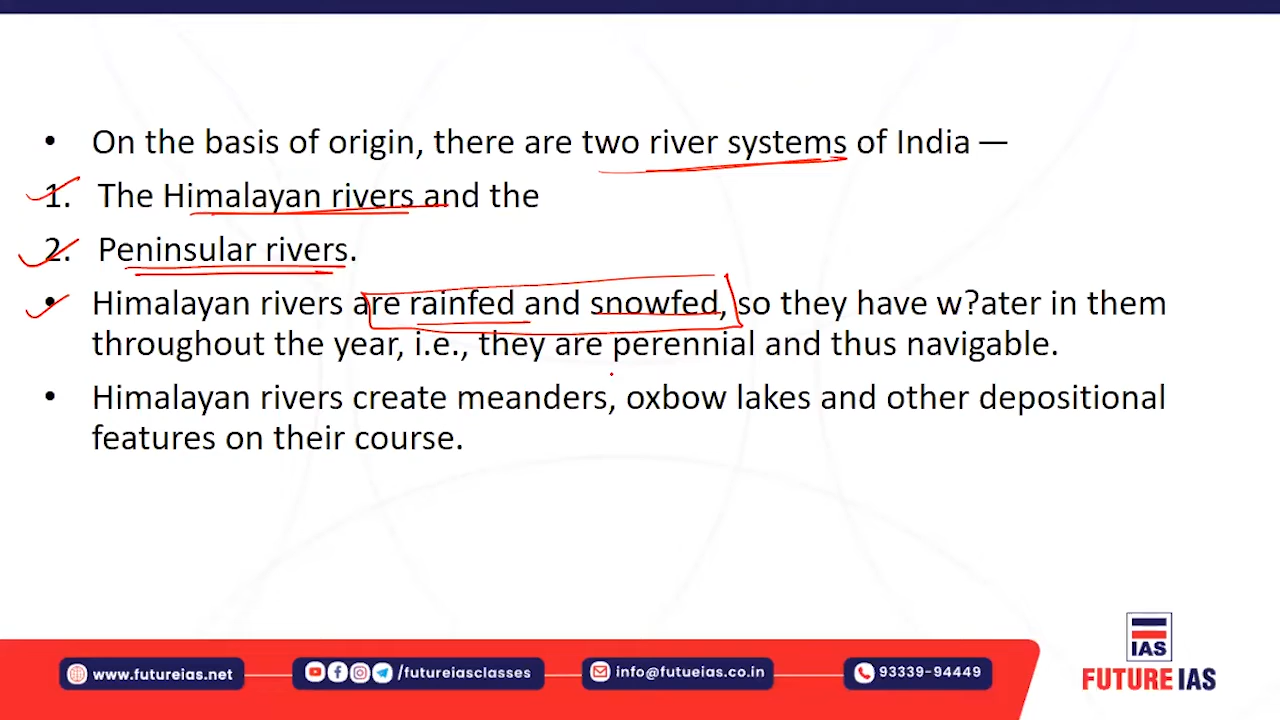 • On the basis of origin, there are two river systems of India —
1. The Himalayan rivers and the
2. Peninsular rivers.
• Himalayan rivers are rainfed and snowfed, so they have w?ater in them
throughout the year, i.e., they are perennial and thus navigable.
• Himalayan rivers create meanders, oxbow lakes and other depositional
features on their course.
www.futureias.net
/futureiasclasses
info@futueias.co.in
93339-94449
IAS
FUTURE IAS